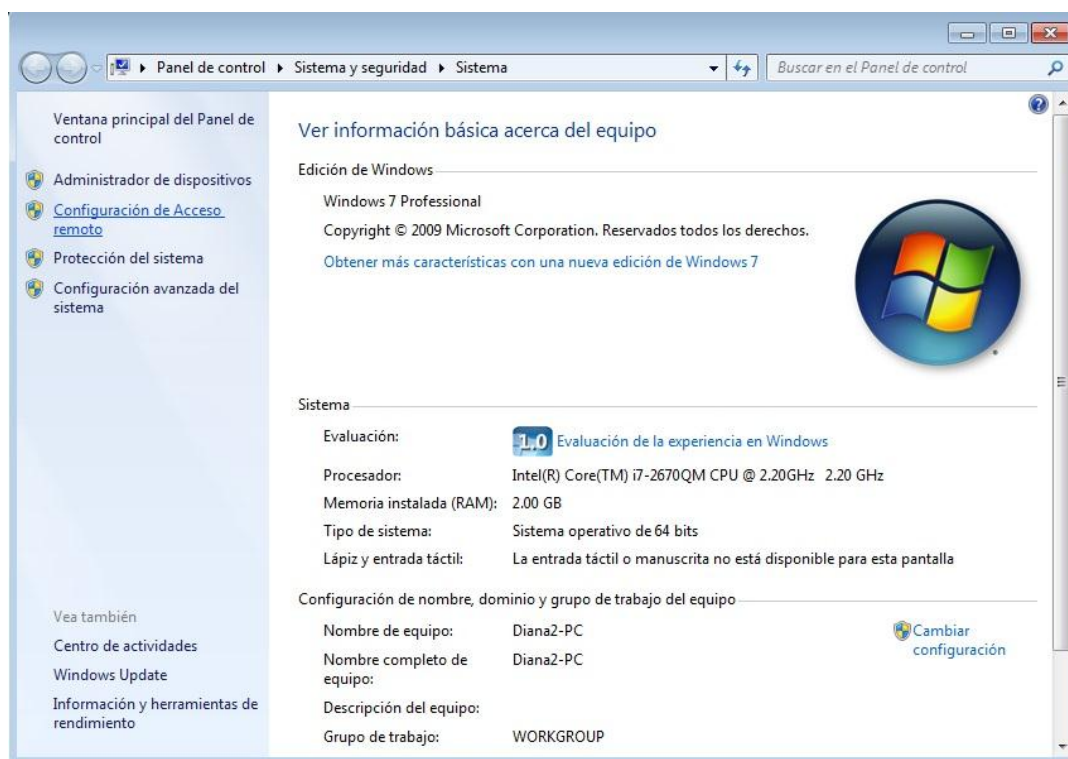 Panel de control ▸ Sistema y seguridad ▸ Sistema
Buscar en el Panel de control
Ventana principal del Panel de
control
Administrador de dispositivos
Configuración de Acceso
remoto
Protección del sistema
Configuración avanzada del
sistema
Vea también
Centro de actividades
Windows Update
Información y herramientas de
rendimiento
Ver información básica acerca del equipo
Edición de Windows
Windows 7 Professional
Copyright © 2009 Microsoft Corporation. Reservados todos los derechos.
Obtener más características con una nueva edición de Windows 7
Sistema
Evaluación: 1.0 Evaluación de la experiencia en Windows
Procesador: Intel(R) Core(TM) i7-2670QM CPU @ 2.20GHz 2.20 GHz
Memoria instalada (RAM): 2.00 GB
Tipo de sistema: Sistema operativo de 64 bits
Lápiz y entrada táctil: La entrada táctil o manuscrita no está disponible para esta pantalla
Configuración de nombre, dominio y grupo de trabajo del equipo
Nombre de equipo: Diana2-PC
Cambiar
configuración
Nombre completo de Diana2-PC
equipo:
Descripción del equipo:
Grupo de trabajo: WORKGROUP